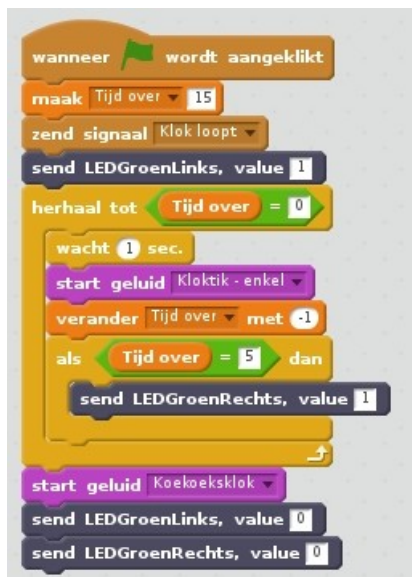 wanneer wordt aangeklikt
maak Tijd over 15
zend signaal Klok loopt
send LEDGroenLinks, value 1
herhaal tot Tijd over = 0
wacht 1 sec.
start geluid Kloktik - enkel
verander Tijd over met -1
als Tijd over = 5 dan
send LEDGroenRechts, value 1
start geluid Koekoeksklok
send LEDGroenLinks, value 0
send LEDGroenRechts, value 0